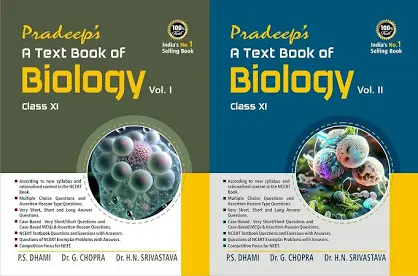 Pradeep's
A Text Book of
Biology Vol. I
Class XI
100%
India's No.1
Selling Book
According to new syllabus and
rationalised content in the NCERT
Book.
Multiple Choice Questions and
Assertion-Reason Type Questions.
Very Short, Short and Long Answer
Questions.
Case-Based Very Short/Short Questions and
Case-Based MCQs & Assertion-Reason Questions.
NCERT Textbook Questions and Exercises with Answers.
Questions of NCERT Exemplar Problems with Answers.
Competition Focus for NEET.
P.S. DHAMI Dr. G. CHOPRA Dr. H.N. SRIVASTAVA
Pradeep's
A Text Book of
Biology Vol. II
Class XI
100%
India's No.1
Selling Book
According to new syllabus and
rationalised content in the NCERT
Book.
Multiple Choice Questions and
Assertion-Reason Type Questions.
Very Short, Short and Long Answer
Questions.
Case-Based Very Short/Short Questions and
Case-Based MCQs & Assertion-Reason Questions.
NCERT Textbook Questions and Exercises with Answers.
Questions of NCERT Exemplar Problems with Answers.
Competition Focus for NEET.
P.S. DHAMI Dr. G. CHOPRA Dr. H.N. SRIVASTAVA